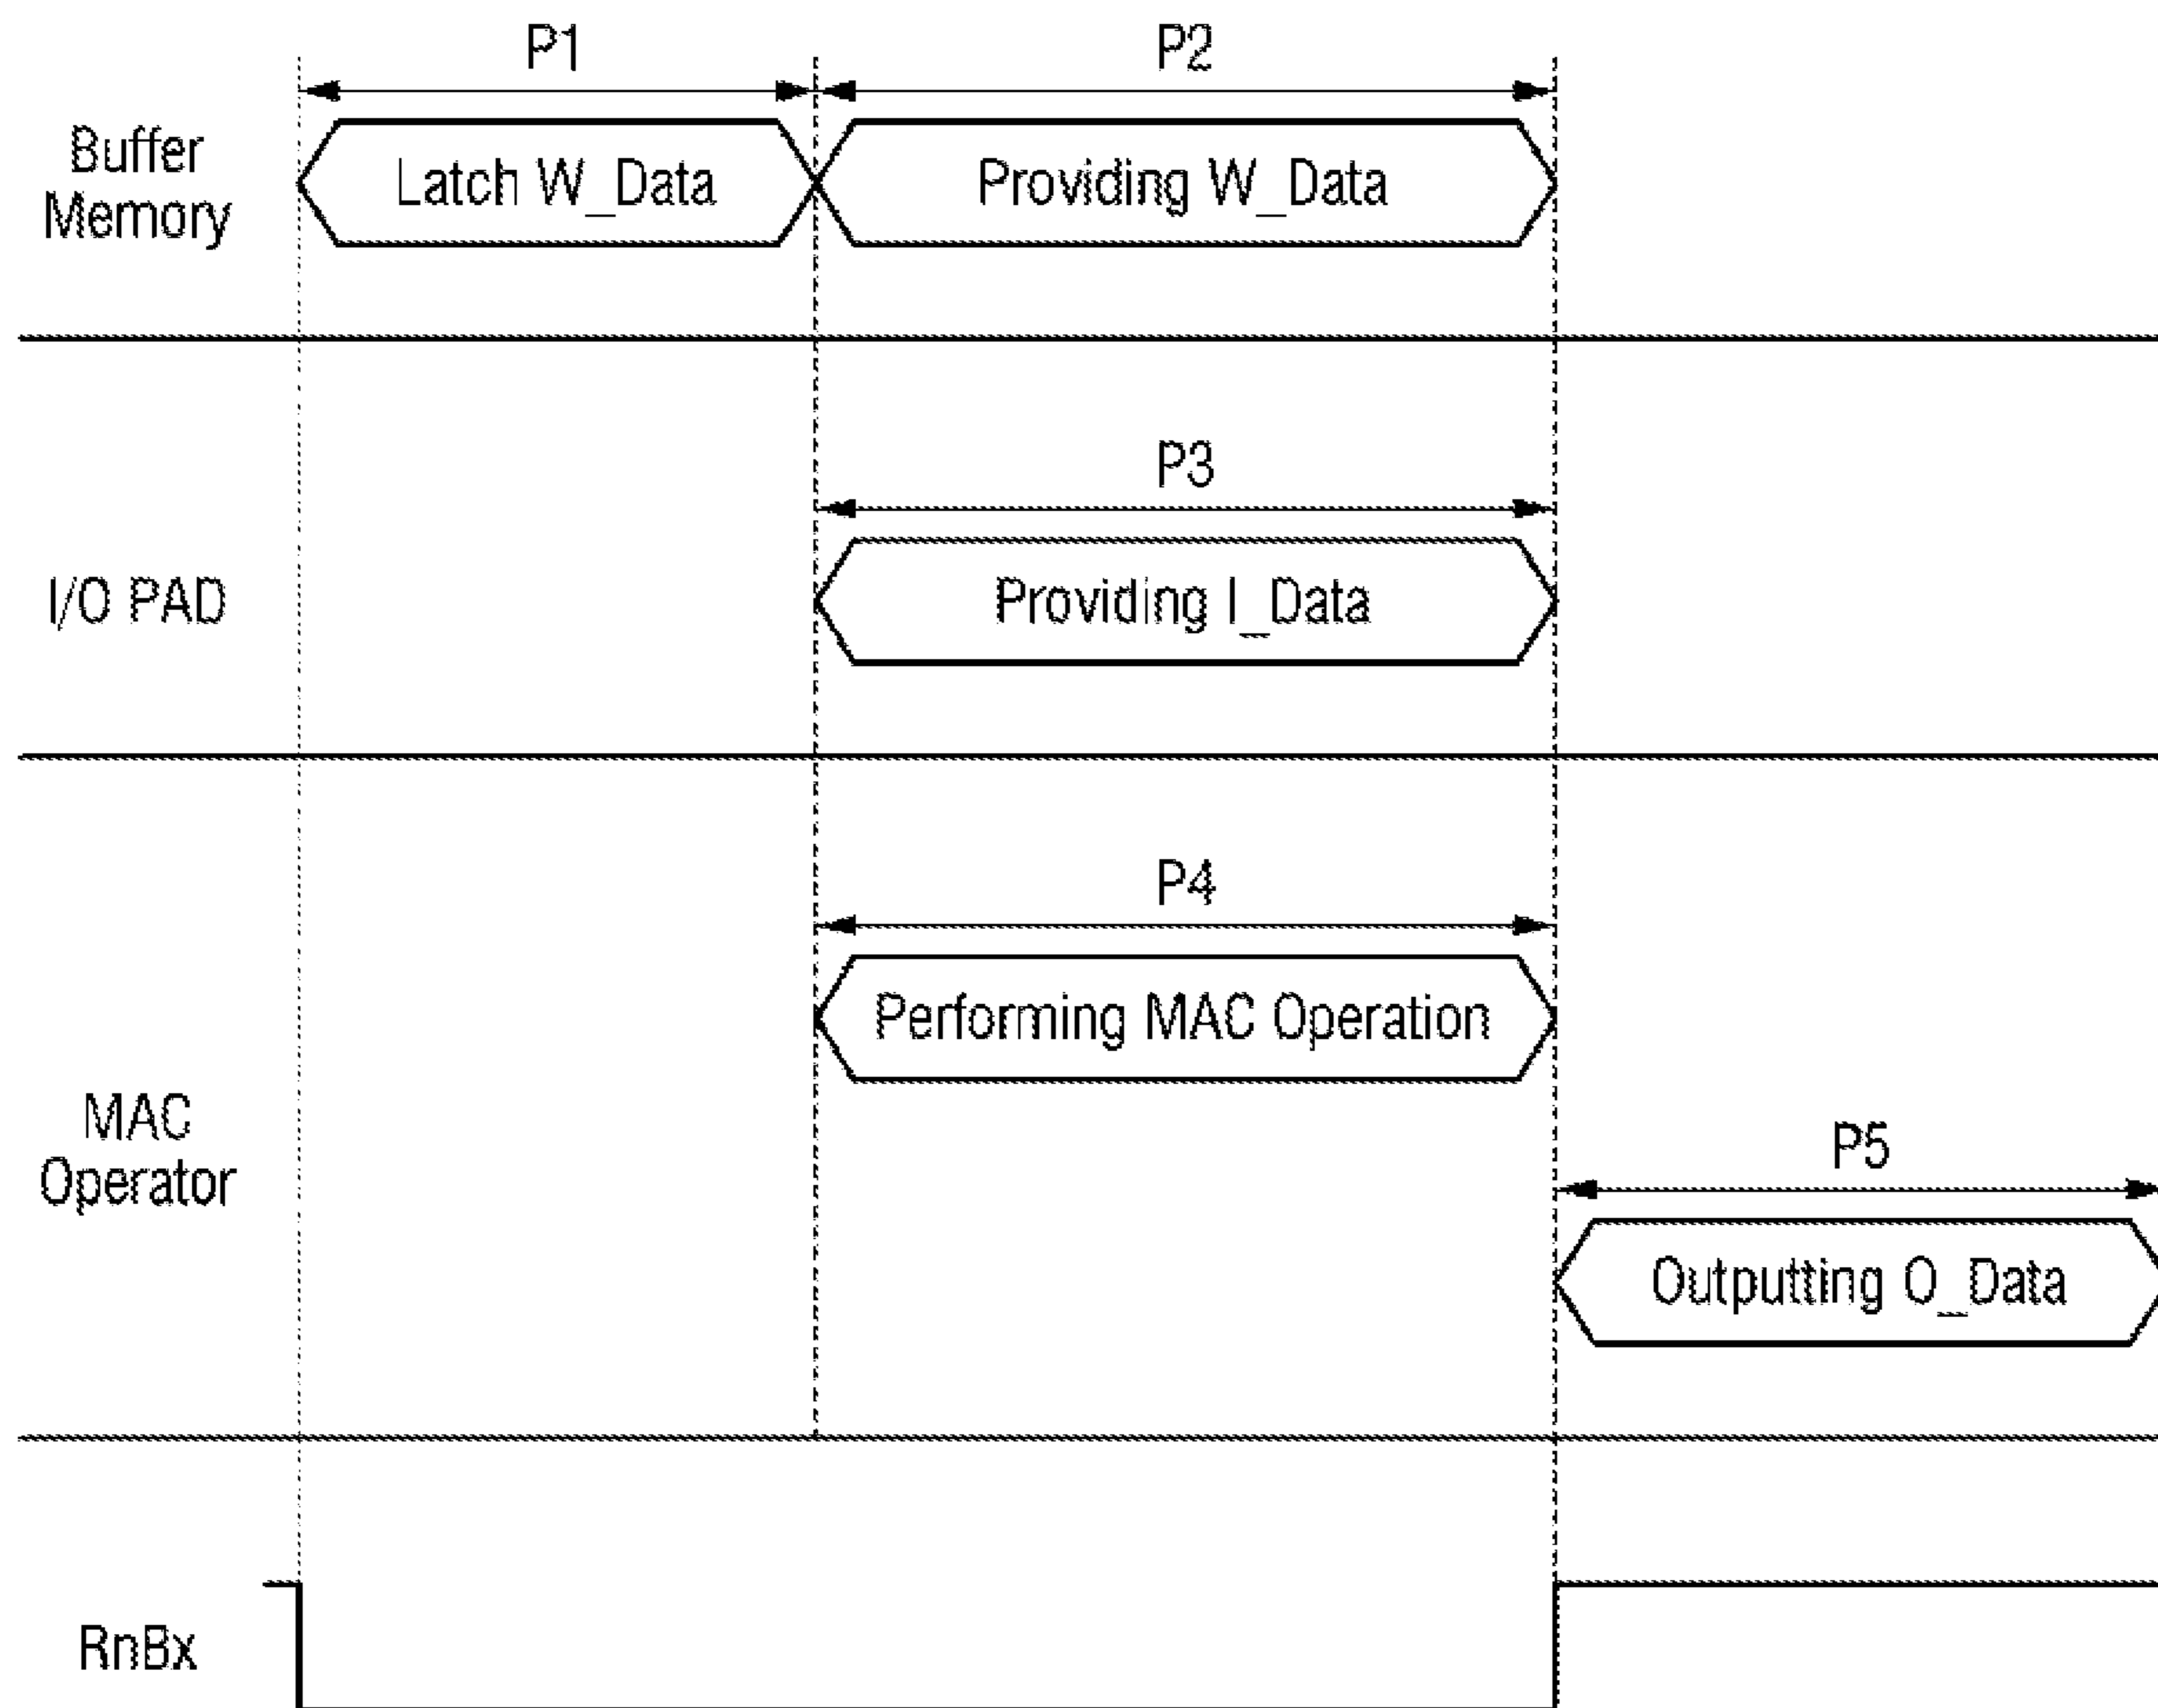 P1
P2
Buffer
Memory
Latch W_Data
Providing W_Data
P3
I/O PAD
Providing I_Data
P4
Performing MAC Operation
MAC
Operator
P5
Outputting O_Data
RnBx